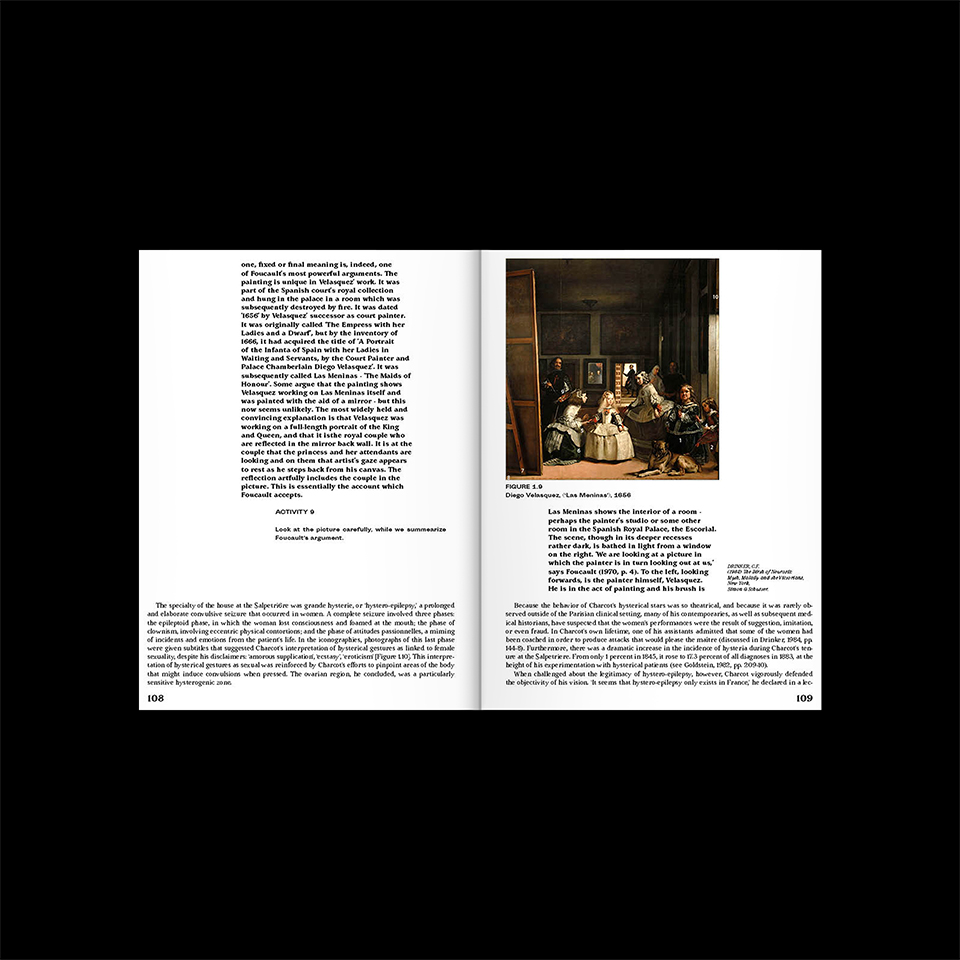 one, fixed or final meaning is, indeed, one
of Foucault's most powerful arguments. The
painting is unique in Velasquez' work. It was
part of the Spanish court's royal collection
and hung in the palace in a room which was
subsequently destroyed by fire. It was dated
'1656' by Velasquez' successor as court painter.
It was originally called 'The Empress with her
Ladies and a Dwarf', but by the inventory of
1666, it had acquired the title of 'A Portrait
of the Infanta of Spain with her Ladies in
Waiting and Servants, by the Court Painter and
Palace Chamberlain Diego Velasquez'. It was
subsequently called Las Meninas - 'The Maids of
Honour'. Some argue that the painting shows
Velasquez working on Las Meninas itself and
was painted with the aid of a mirror - but this
now seems unlikely. The most widely held and
convincing explanation is that Velasquez was
working on a full-length portrait of the King
and Queen, and that it isthe royal couple who
are reflected in the mirror back wall. It is at the
couple that the princess and her attendants are
looking and on them that artist's gaze appears
to rest as he steps back from his canvas. The
reflection artfully includes the couple in the
picture. This is essentially the account which
Foucault accepts.
ACTIVITY 9
Look at the picture carefully, while we summearize
Foucault's argument.
The specialty of the house at the Salpetriére was grande hysterie, or 'hystero-epilepsy,' a prolonged
and elaborate convulsive seizure that occurred in women. A complete seizure involved three phases:
the epileptoid phase, in which the woman lost consciousness and foamed at the mouth; the phase of
clownism, involving eccentric physical contortions; and the phase of attitudes passionnelles, a miming
of incidents and emotions from the patient's life. In the iconographies, photographs of this last phase
were given subtitles that suggested Charcot's interpretation of hysterical gestures as linked to female
sexuality, despite his disclaimers: 'amorous supplication', 'ecstasy', 'eroticism' [Figure 1.10]. This interpre-
tation of hysterical gestures as sexual was reinforced by Charcot's efforts to pinpoint areas of the body
that might induce convulsions when pressed. The ovarian region, he concluded, was a particularly
sensitive hysterogenic zone.
108
10
1
2
6
FIGURE 1.9
Diego Velasquez, ('Las Meninas'), 1656
Las Meninas shows the interior of a room -
perhaps the painter's studio or some other
room in the Spanish Royal Palace, the Escorial.
The scene, though in its deeper recesses
rather dark, is bathed in light from a window
on the right. 'We are looking at a picture in
which the painter is in turn looking out at us,'
says Foucault (1970, p. 4). To the left, looking
forwards, is the painter himself, Velasquez.
He is in the act of painting and his brush is
DRINKER, C.F.
(1984) The Birth of Neurosis:
Myth, Malady and the Victorians,
New York,
Simon & Schuster.
Because the behavior of Charcot's hysterical stars was so theatrical, and because it was rarely ob-
served outside of the Parisian clinical setting, many of his contemporaries, as well as subsequent med-
ical historians, have suspected that the women's performances were the result of suggestion, imitation,
or even fraud. In Charcot's own lifetime, one of his assistants admitted that some of the women had
been coached in order to produce attacks that would please the maitre (discussed in Drinker, 1984, pp.
144-8). Furthermore, there was a dramatic increase in the incidence of hysteria during Charcot's ten-
ure at the Salpetriere. From only 1 percent in 1845, it rose to 17.3 percent of all diagnoses in 1883, at the
height of his experimentation with hysterical patients (see Goldstein, 1982, pp. 209-10).
When challenged about the legitimacy of hystero-epilepsy, however, Charcot vigorously defended
the objectivity of his vision. 'It seems that hystero-epilepsy only exists in France,' he declared in a lec-
109